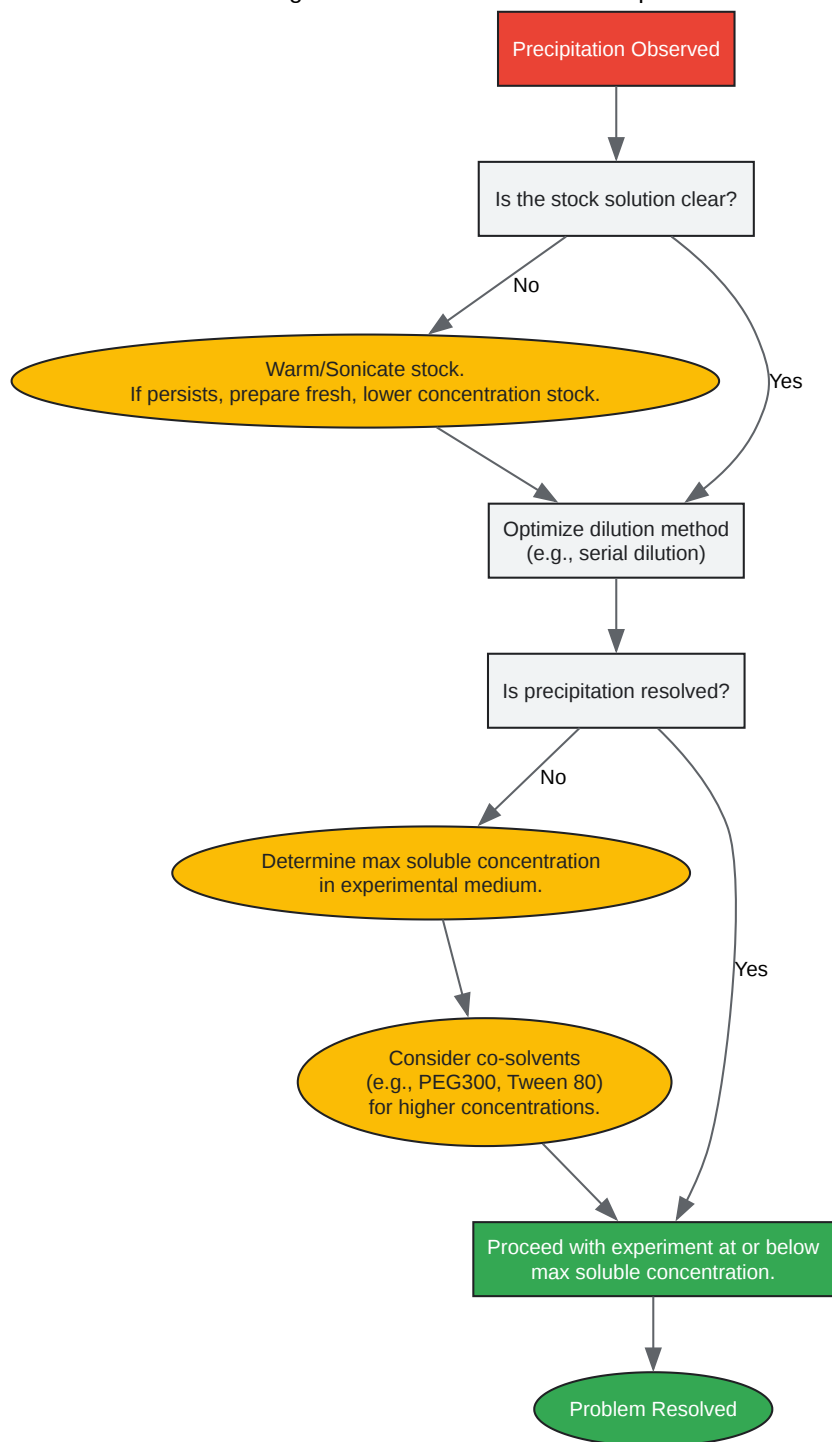 Precipitation Observed
Is the stock solution clear?
No
Warm/Sonicate stock.
If persists, prepare fresh, lower concentration stock.
Yes
Optimize dilution method
(e.g., serial dilution)
Is precipitation resolved?
No
Determine max soluble concentration
in experimental medium.
Yes
Consider co-solvents
(e.g., PEG300, Tween 80)
for higher concentrations.
Proceed with experiment at or below
max soluble concentration.
Problem Resolved